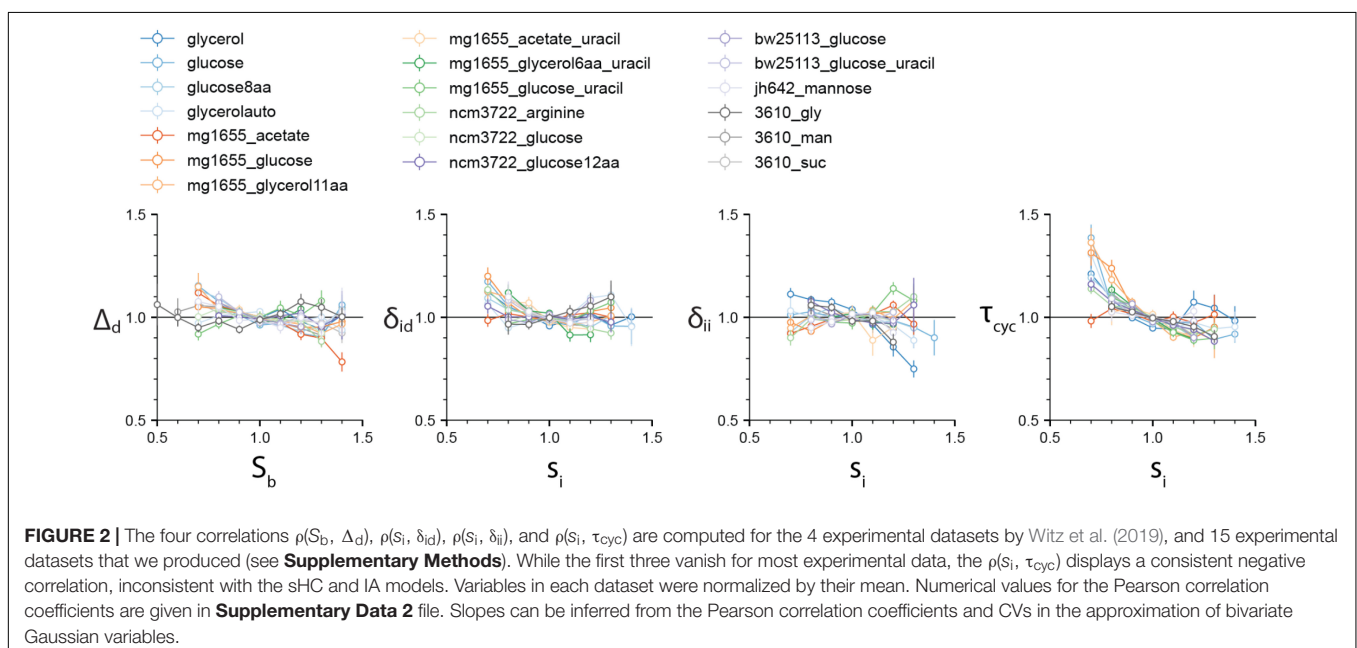 glycerol
glucose
glucose8aa
glycerolauto
mg1655_acetate
mg1655_glucose
mg1655_glycerol11aa
mg1655_acetate_uracil
mg1655_glycerol6aa_uracil
mg1655_glucose_uracil
ncm3722_arginine
ncm3722_glucose
ncm3722_glucose12aa
bw25113_glucose
bw25113_glucose_uracil
jh642_mannose
3610_gly
3610_man
3610_suc
1.5
Δd
1.0
0.5
0.5 1.0 1.5
Sb
1.5
δid
1.0
0.5
0.5 1.0 1.5
si
1.5
δii
1.0
0.5
0.5 1.0 1.5
si
1.5
τcyc
1.0
0.5
0.5 1.0 1.5
si
FIGURE 2 | The four correlations ρ(Sb, Δd), ρ(si, δid), ρ(si, δii), and ρ(si, τcyc) are computed for the 4 experimental datasets by Witz et al. (2019), and 15 experimental
datasets that we produced (see Supplementary Methods). While the first three vanish for most experimental data, the ρ(si, τcyc) displays a consistent negative
correlation, inconsistent with the sHC and IA models. Variables in each dataset were normalized by their mean. Numerical values for the Pearson correlation
coefficients are given in Supplementary Data 2 file. Slopes can be inferred from the Pearson correlation coefficients and CVs in the approximation of bivariate
Gaussian variables.